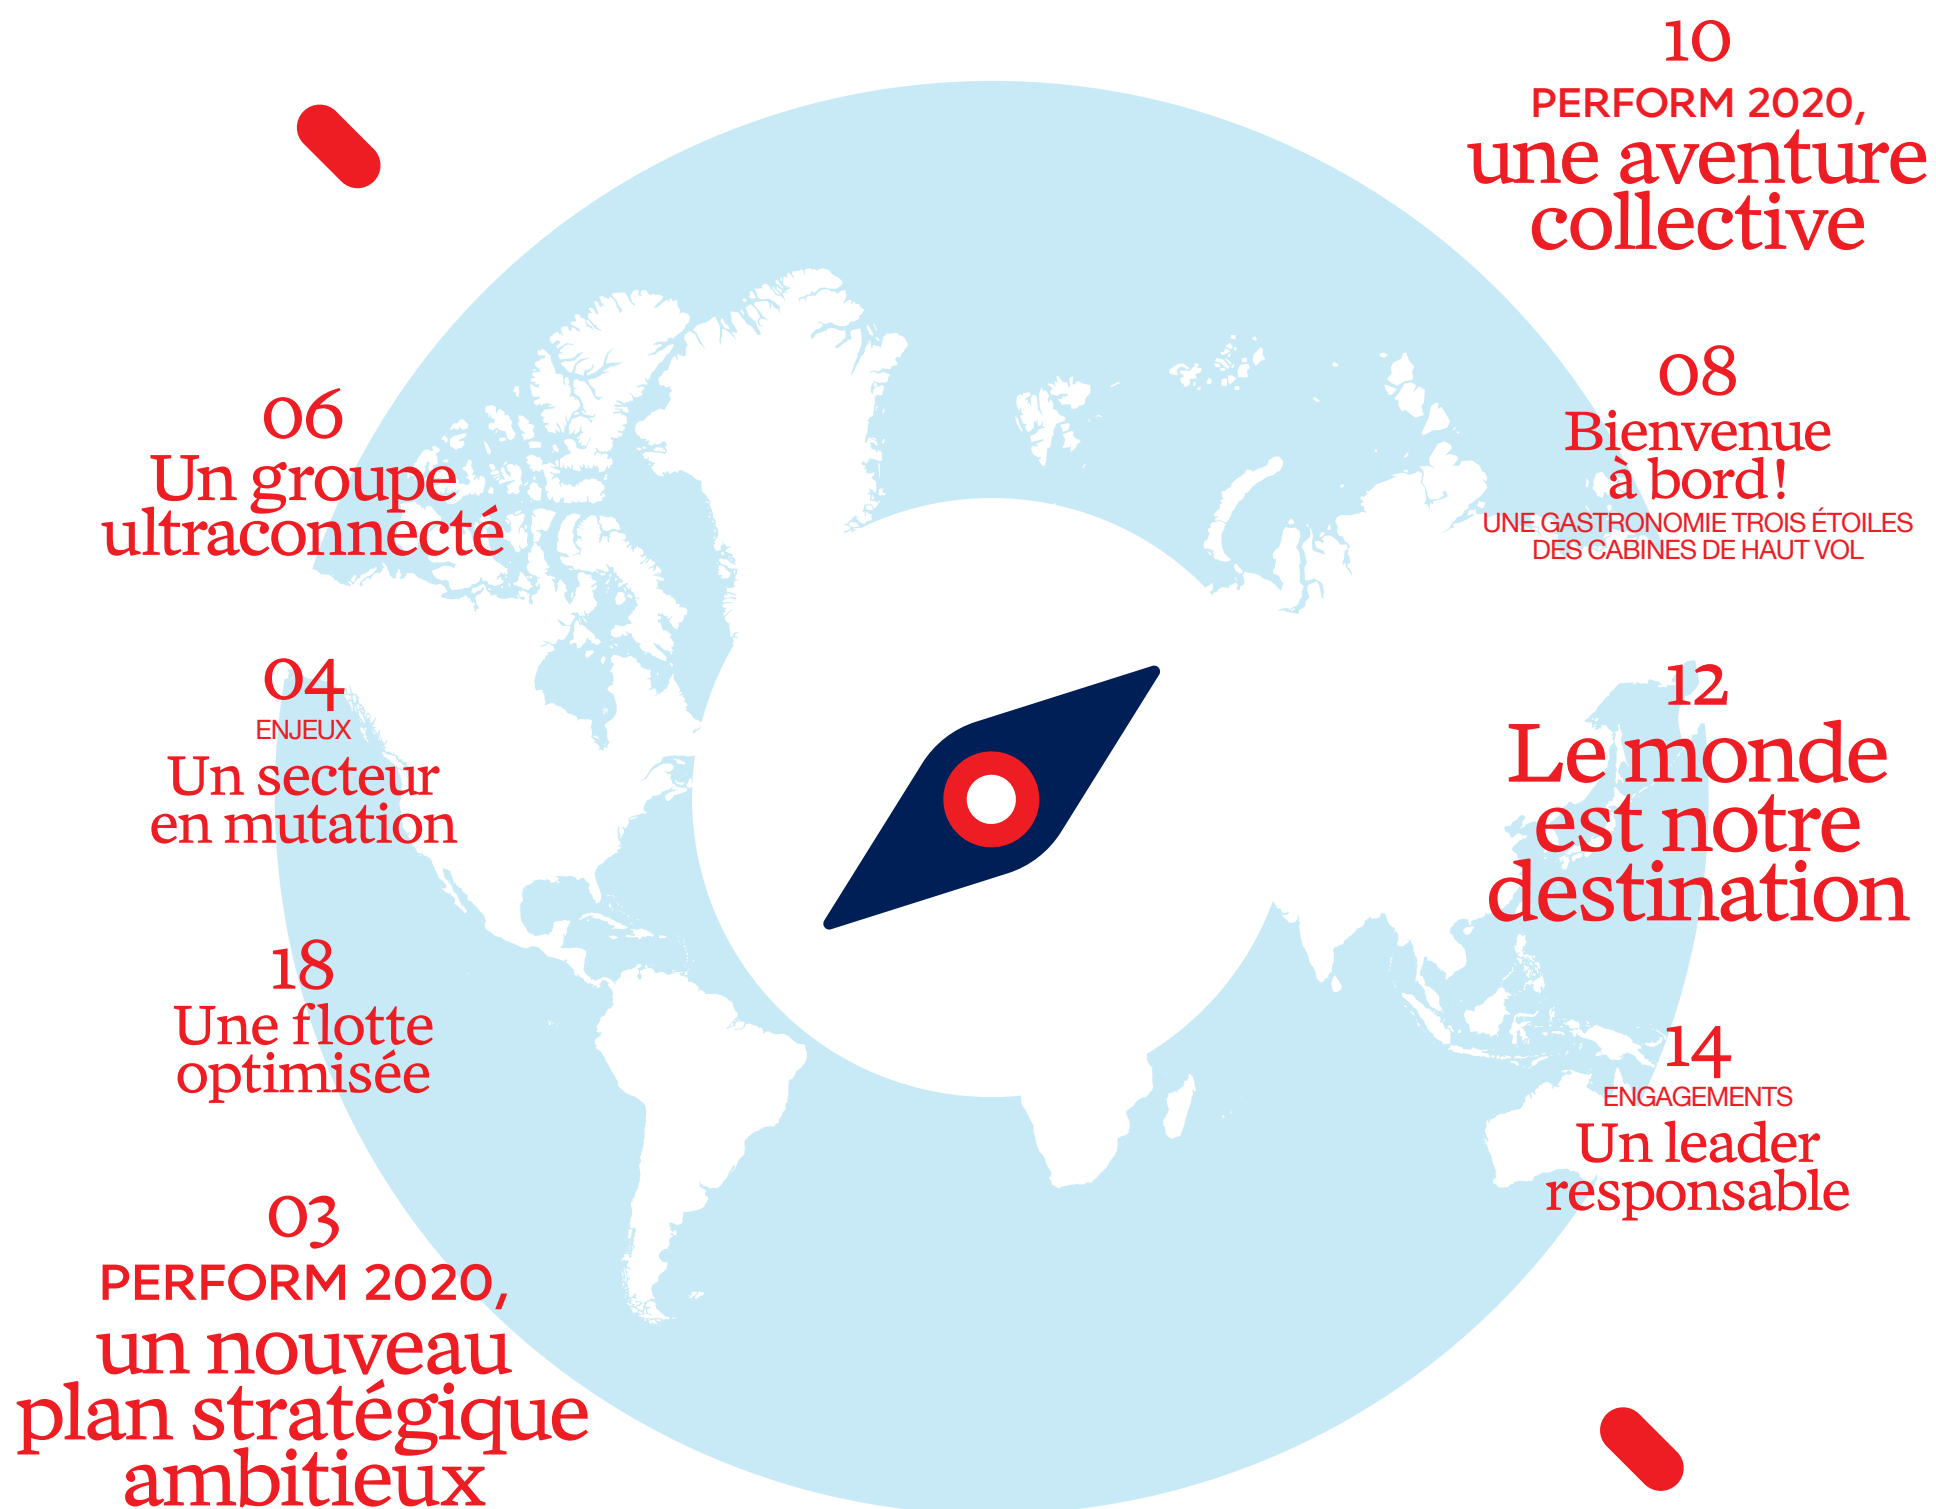 06
Un groupe
ultraconnecté
04
ENJEUX
Un secteur
en mutation
18
Une flotte
optimisée
03
PERFORM 2020,
un nouveau
plan stratégique
ambitieux
10
PERFORM 2020,
une aventure
collective
08
Bienvenue
à bord!
UNE GASTRONOMIE TROIS ÉTOILES
DES CABINES DE HAUT VOL
12
Le monde
est notre
destination
14
ENGAGEMENTS
Un leader
responsable